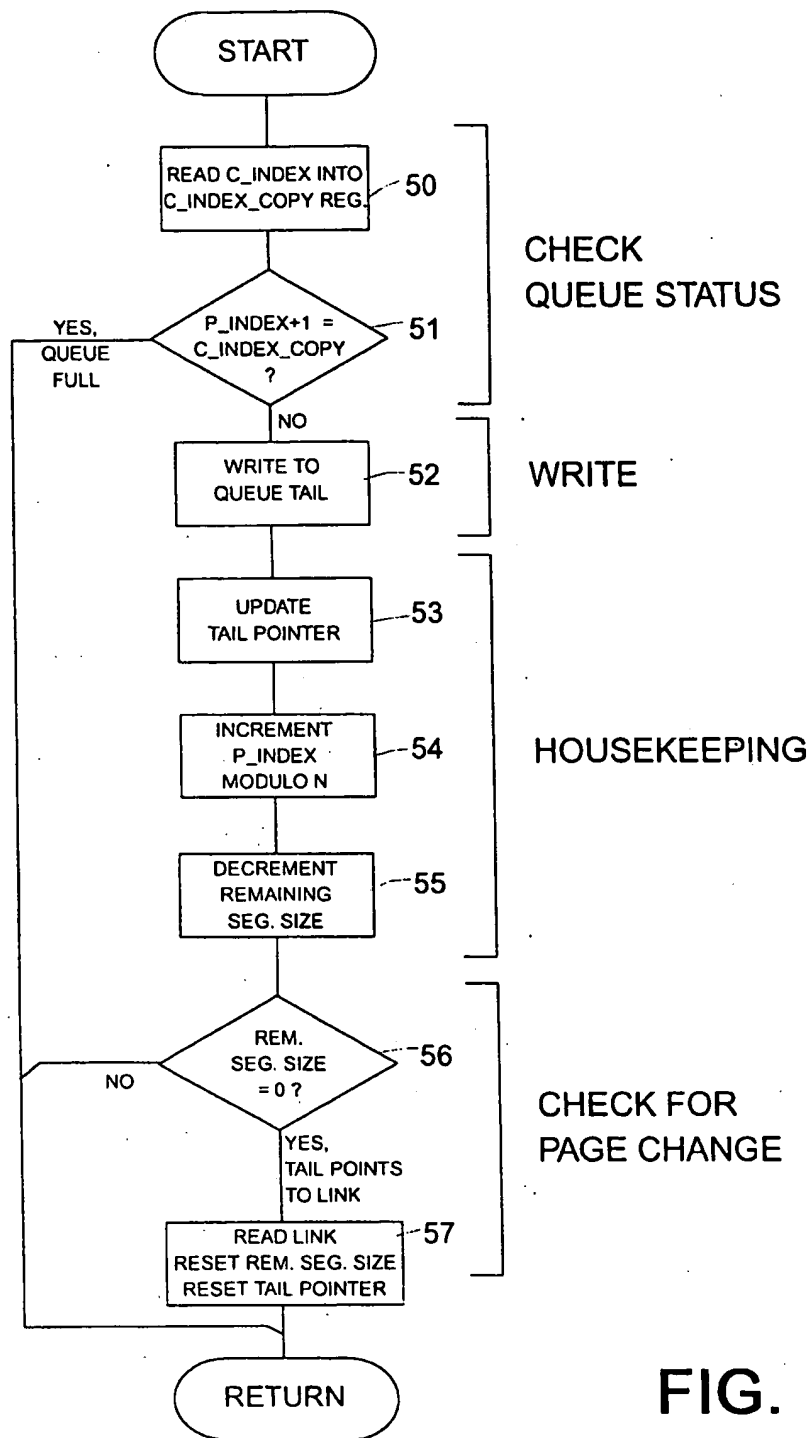 START
READ C_INDEX INTO
C_INDEX_COPY REG.
50
CHECK
QUEUE STATUS
P_INDEX+1 =
C_INDEX_COPY
?
51
YES,
QUEUE
FULL
NO
WRITE TO
QUEUE TAIL
52
WRITE
UPDATE
TAIL POINTER
53
INCREMENT
P_INDEX
MODULO N
54
HOUSEKEEPING
DECREMENT
REMAINING
SEG. SIZE
55
REM.
SEG. SIZE
= 0 ?
56
NO
CHECK FOR
PAGE CHANGE
YES,
TAIL POINTS
TO LINK
READ LINK
RESET REM. SEG. SIZE
RESET TAIL POINTER
57
RETURN
FIG.